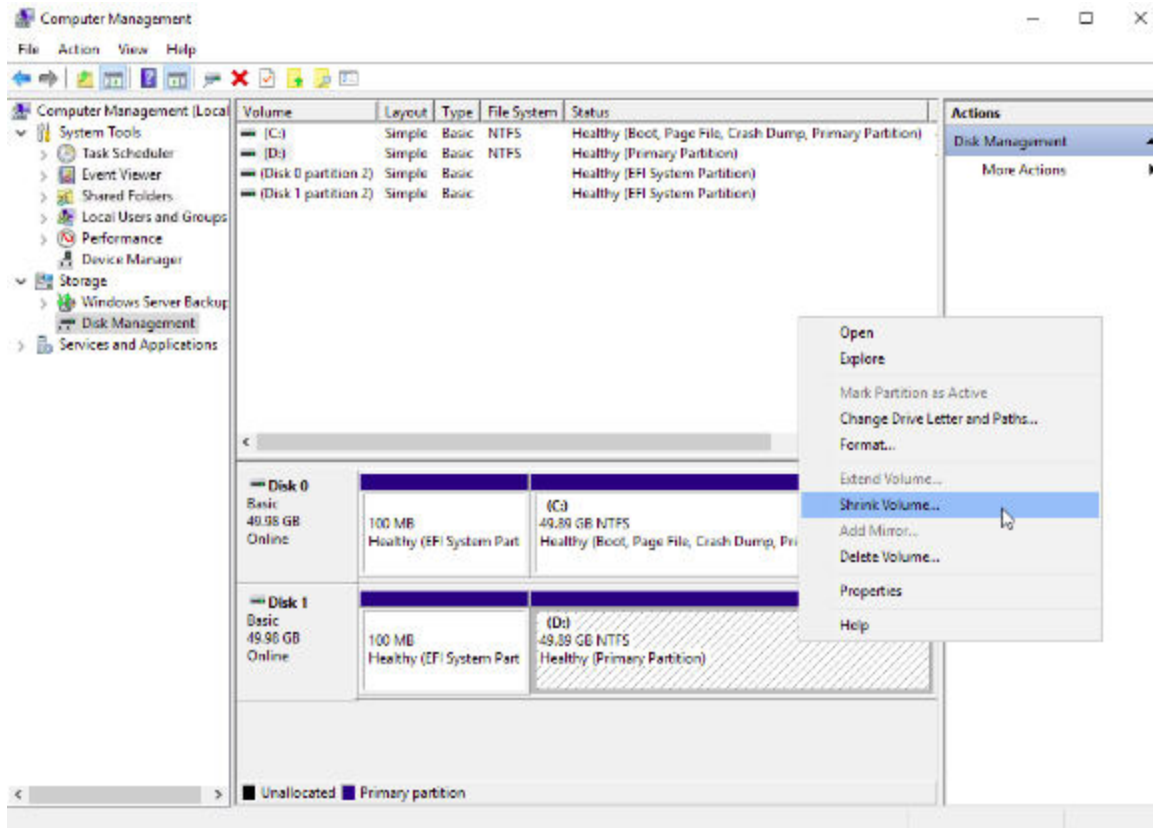 Computer Management
File Action View Help
Computer Management (Local
System Tools
Task Scheduler
Event Viewer
Shared Folders
Local Users and Groups
Performance
Device Manager
Storage
Windows Server Backup
Disk Management
Services and Applications
Volume Layout Type File System Status
(C:) Simple Basic NTFS Healthy (Boot, Page File, Crash Dump, Primary Partition)
(D:) Simple Basic NTFS Healthy (Primary Partition)
(Disk 0 partition 2) Simple Basic Healthy (EFI System Partition)
(Disk 1 partition 2) Simple Basic Healthy (EFI System Partition)
Actions
Disk Management
More Actions
Open
Explore
Mark Partition as Active
Change Drive Letter and Paths...
Format...
Extend Volume...
Shrink Volume...
Add Mirror...
Delete Volume...
Properties
Help
Disk 0
Basic
49.98 GB
Online
100 MB
Healthy (EFI System Part
(C:)
49.89 GB NTFS
Healthy (Boot, Page File, Crash Dump, Pri
Disk 1
Basic
49.98 GB
Online
100 MB
Healthy (EFI System Part
(D:)
49.89 GB NTFS
Healthy (Primary Partition)
Unallocated Primary partition